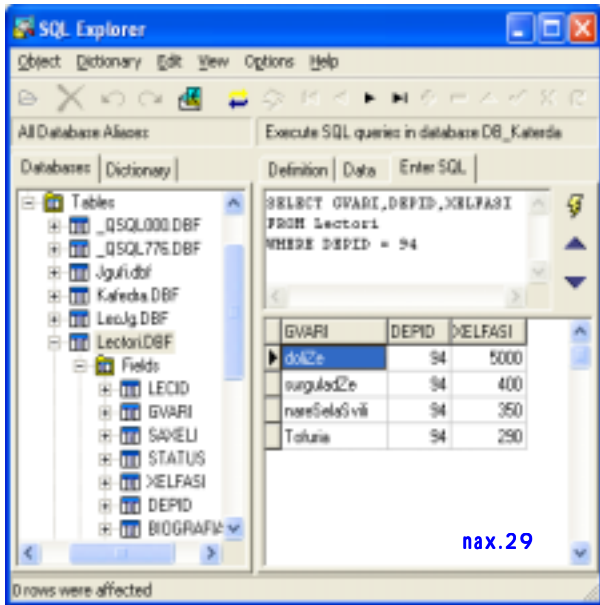 SQL Explorer
Object Dictionary Edit View Options Help
All Database Aliases
Execute SQL queries in database DB_Katerda
Databases Dictionary
Definition Data Enter SQL
Tables
_QSQL000.DBF
_QSQL776.DBF
Jgufi.dbf
Kafedra.DBF
LecJg.DBF
Lectori.DBF
Fields
LECID
GVARI
SAXELI
STATUS
XELFASI
DEPID
BIOGRAFIA
SELECT GVARI,DEPID,XELFASI
FROM Lectori
WHERE DEPID = 94
GVARI DEPID XELFASI
doliZe 94 5000
surguladZe 94 400
nareSelaSvili 94 350
Tofuria 94 290
nax.29
0 rows were affected